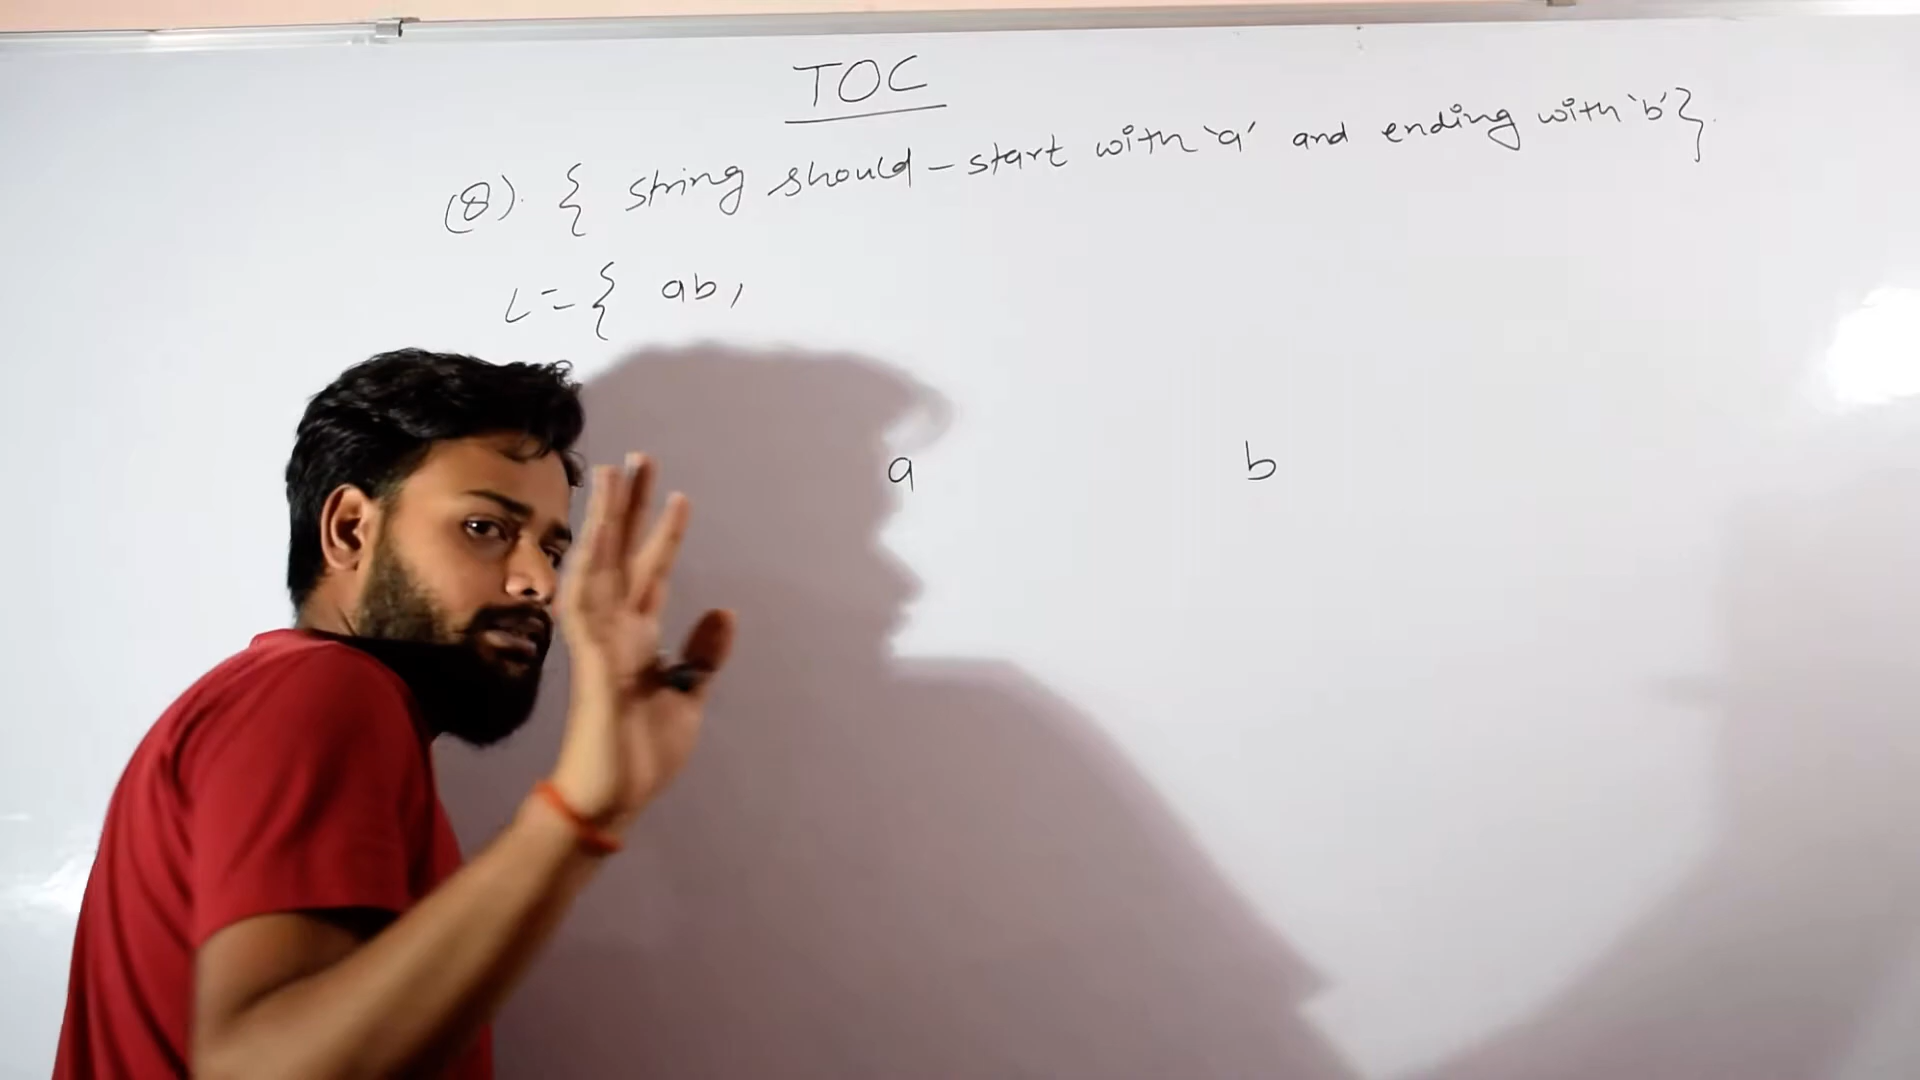 TOC
(8). { string should - start with 'a' and ending with 'b' }.
L = { ab,
a b